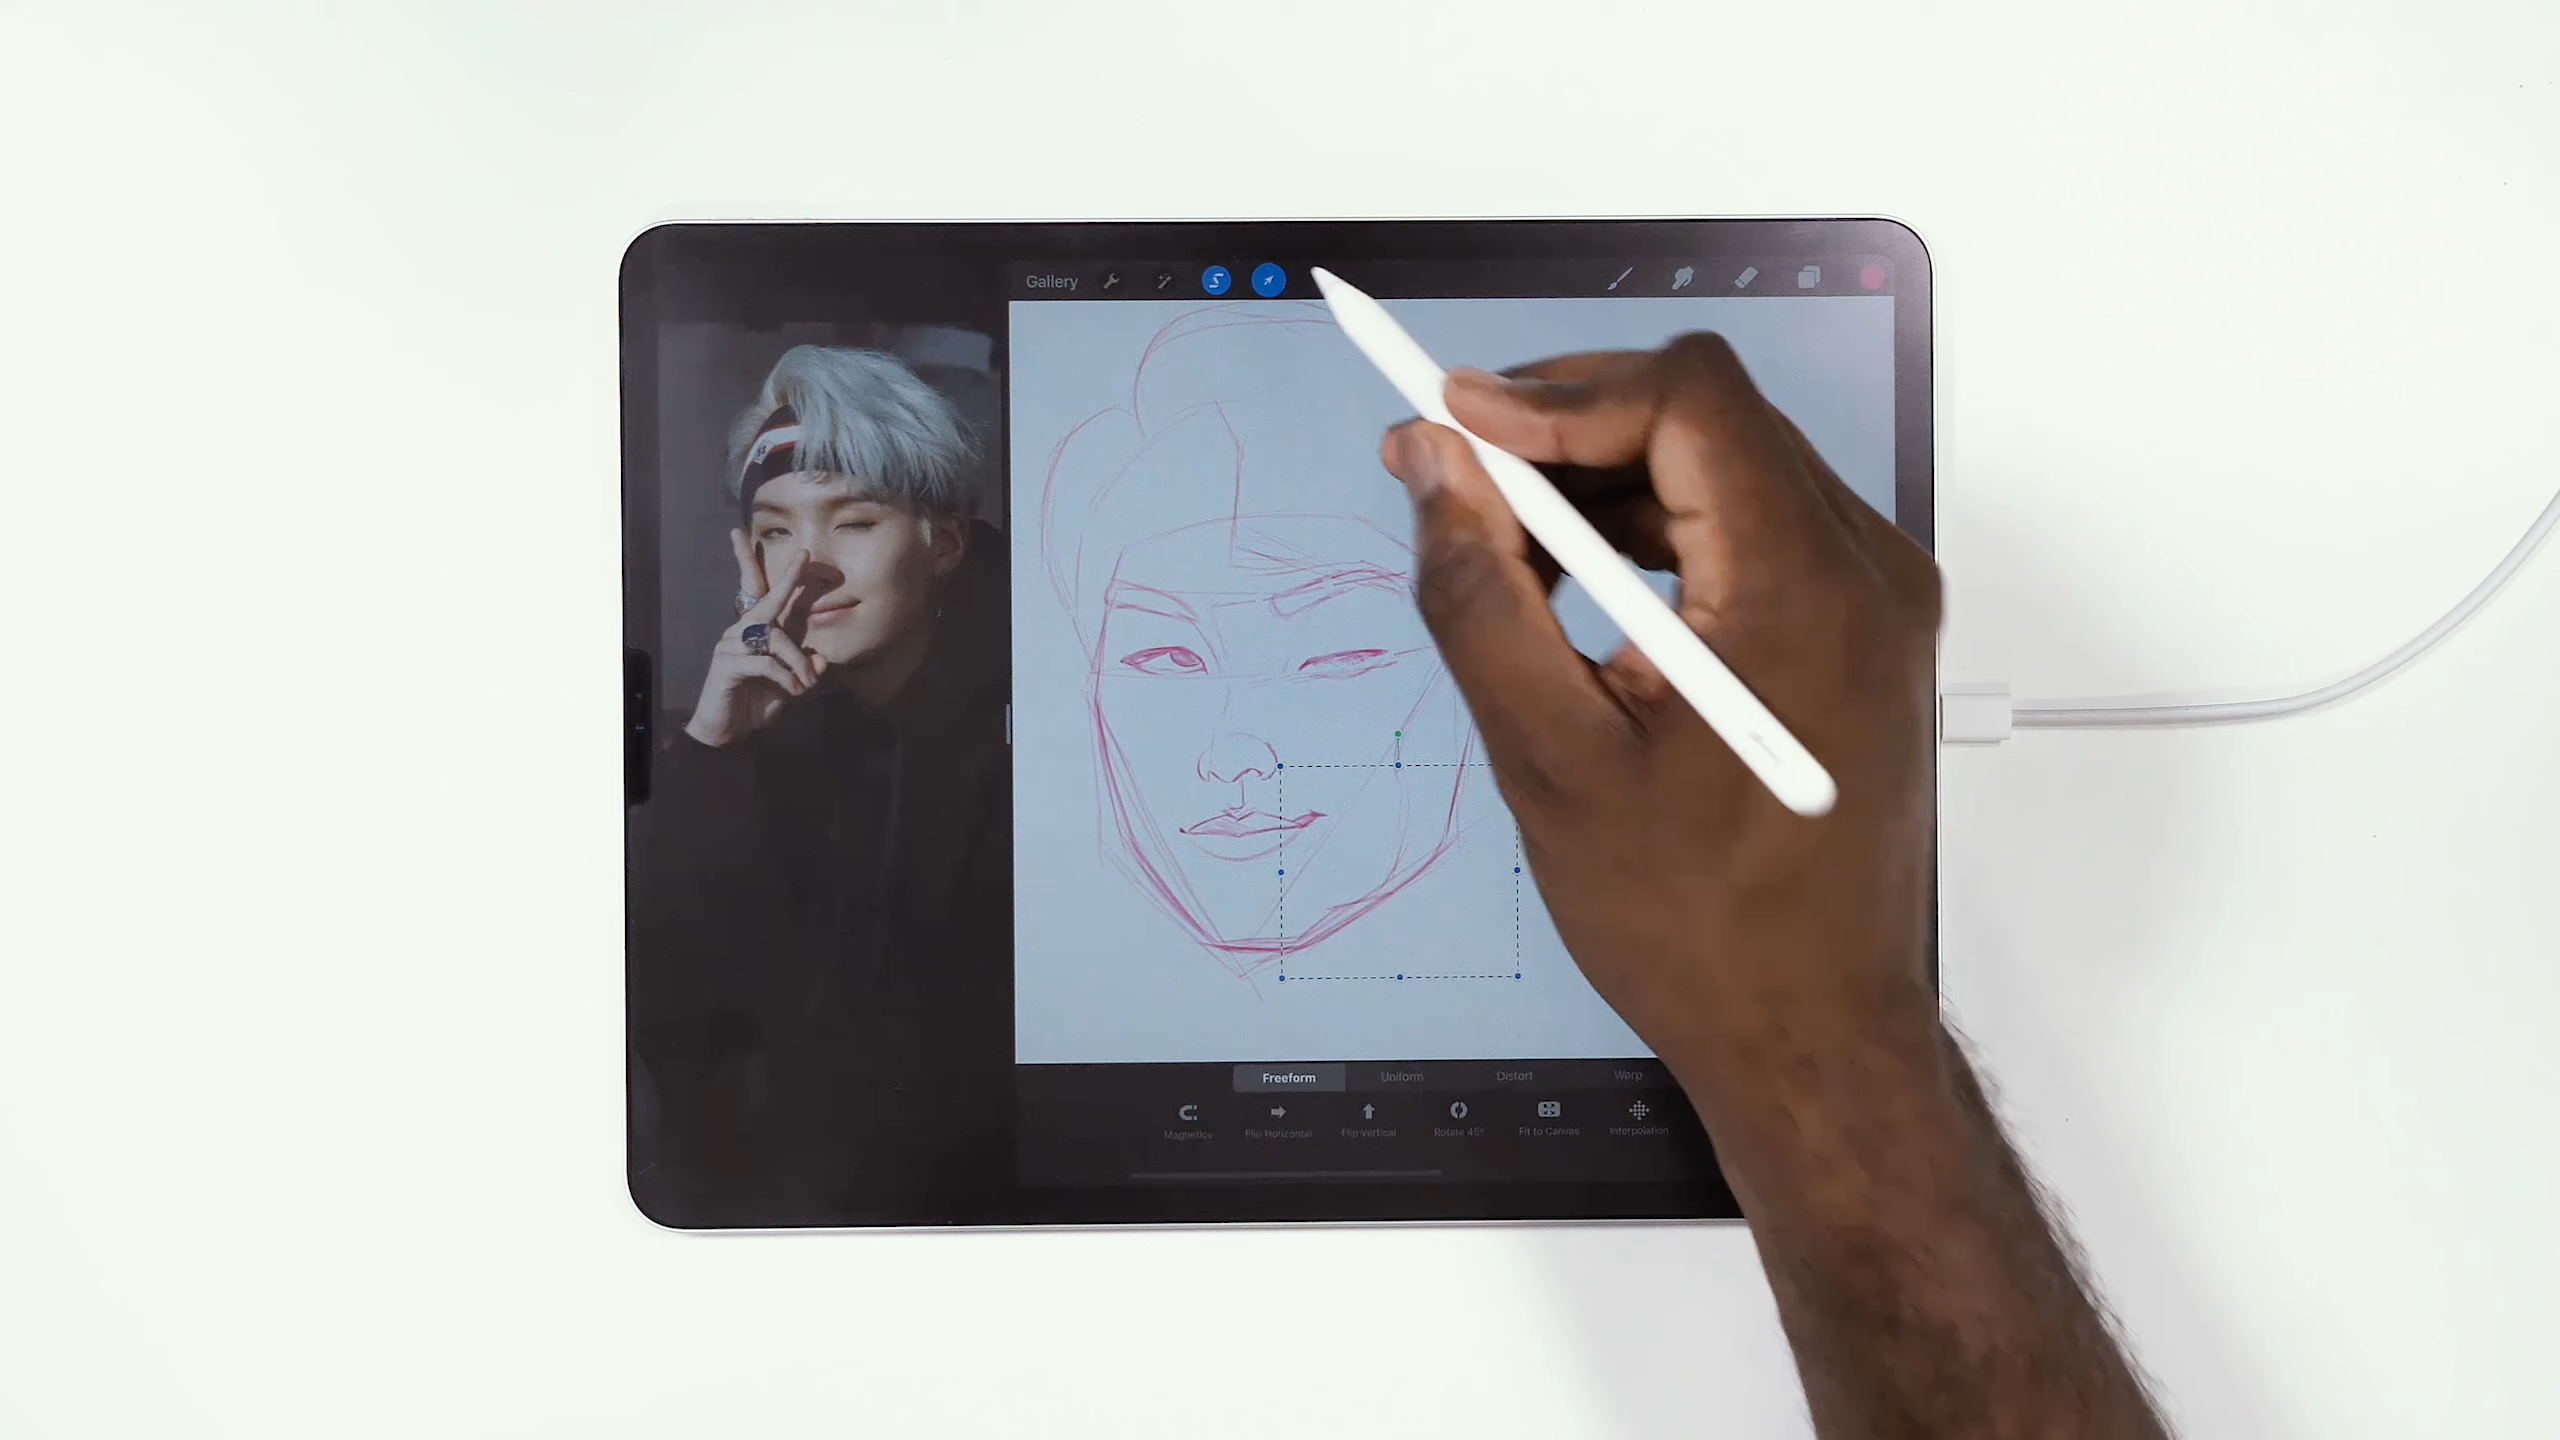 Gallery
Freeform Uniform Distort Warp
Magnetics Flip Horizontal Flip Vertical Rotate 45° Fit to Canvas Interpolation